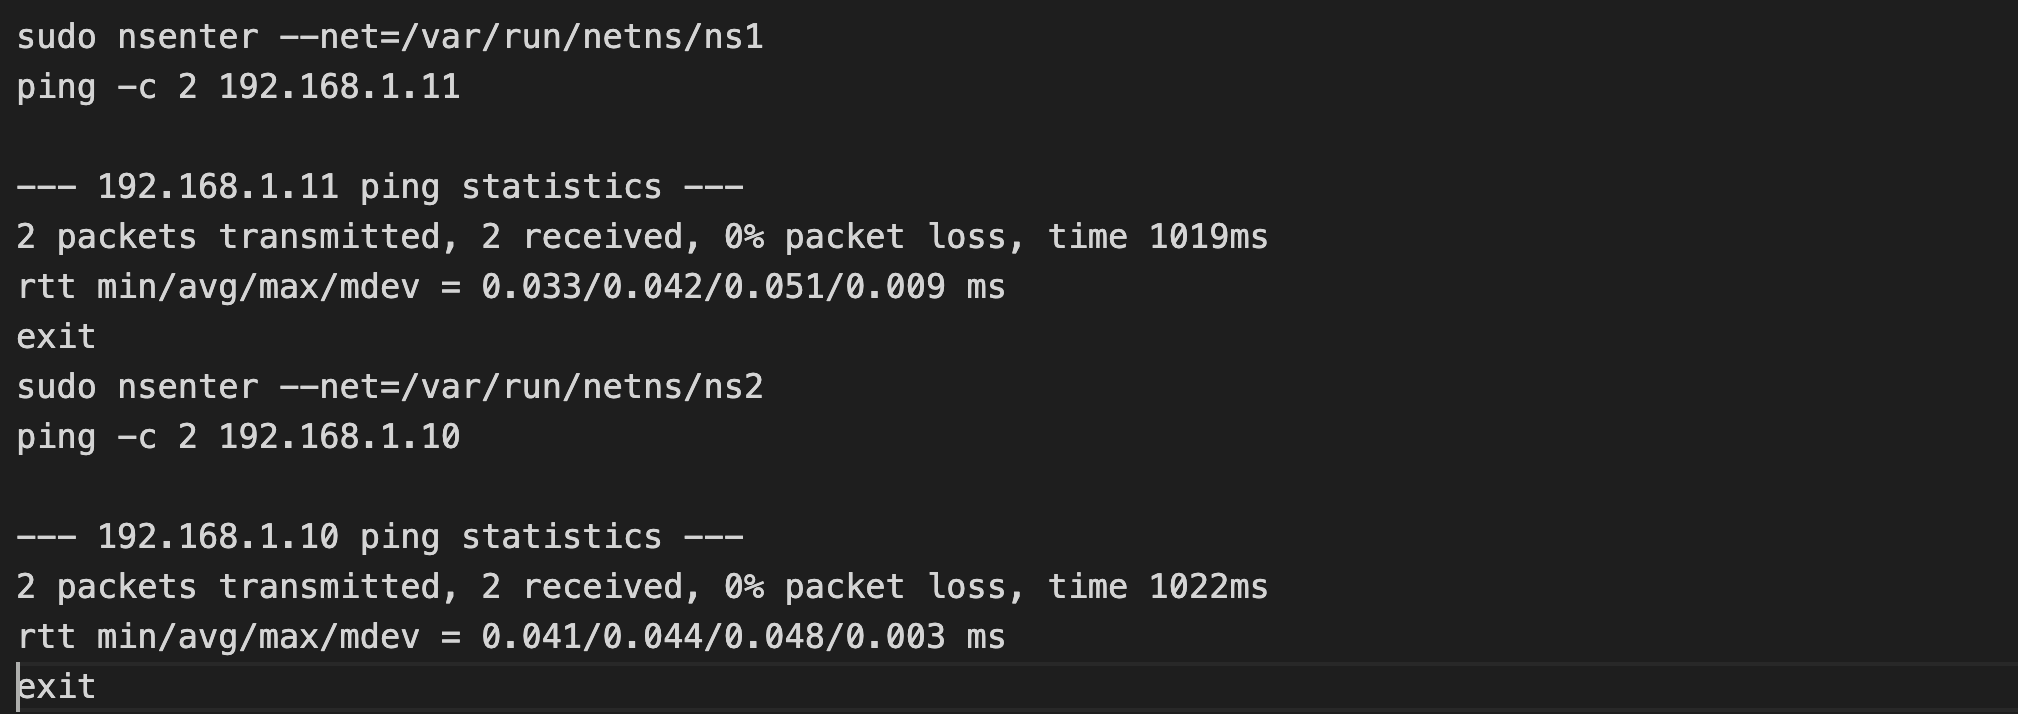 sudo nsenter --net=/var/run/netns/ns1
ping -c 2 192.168.1.11
--- 192.168.1.11 ping statistics ---
2 packets transmitted, 2 received, 0% packet loss, time 1019ms
rtt min/avg/max/mdev = 0.033/0.042/0.051/0.009 ms
exit
sudo nsenter --net=/var/run/netns/ns2
ping -c 2 192.168.1.10
--- 192.168.1.10 ping statistics ---
2 packets transmitted, 2 received, 0% packet loss, time 1022ms
rtt min/avg/max/mdev = 0.041/0.044/0.048/0.003 ms
exit